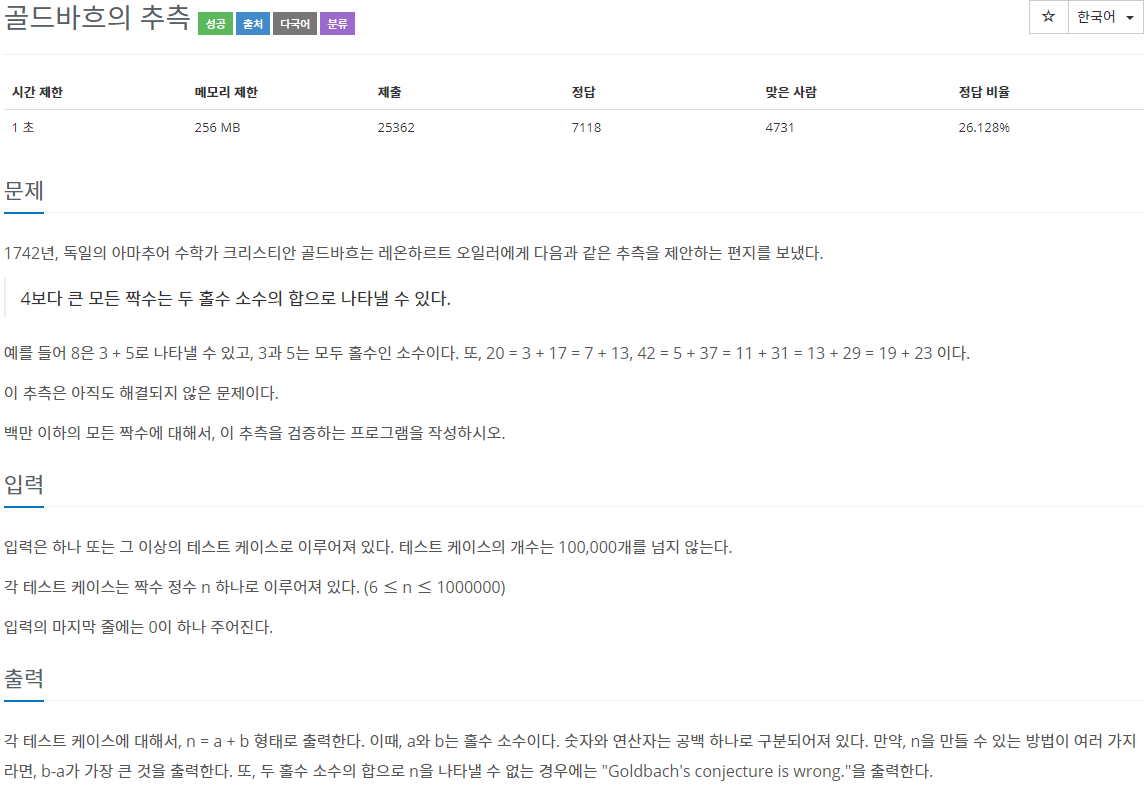 골드바흐의 추측 성공 출처 다국어 분류
☆ 한국어
시간 제한 메모리 제한 제출 정답 맞은 사람 정답 비율
1 초 256 MB 25362 7118 4731 26.128%
문제
1742년, 독일의 아마추어 수학가 크리스티안 골드바흐는 레온하르트 오일러에게 다음과 같은 추측을 제안하는 편지를 보냈다.
4보다 큰 모든 짝수는 두 홀수 소수의 합으로 나타낼 수 있다.
예를 들어 8은 3 + 5로 나타낼 수 있고, 3과 5는 모두 홀수인 소수이다. 또, 20 = 3 + 17 = 7 + 13, 42 = 5 + 37 = 11 + 31 = 13 + 29 = 19 + 23 이다.
이 추측은 아직도 해결되지 않은 문제이다.
백만 이하의 모든 짝수에 대해서, 이 추측을 검증하는 프로그램을 작성하시오.
입력
입력은 하나 또는 그 이상의 테스트 케이스로 이루어져 있다. 테스트 케이스의 개수는 100,000개를 넘지 않는다.
각 테스트 케이스는 짝수 정수 n 하나로 이루어져 있다. (6 ≤ n ≤ 1000000)
입력의 마지막 줄에는 0이 하나 주어진다.
출력
각 테스트 케이스에 대해서, n = a + b 형태로 출력한다. 이때, a와 b는 홀수 소수이다. 숫자와 연산자는 공백 하나로 구분되어져 있다. 만약, n을 만들 수 있는 방법이 여러 가지
라면, b-a가 가장 큰 것을 출력한다. 또, 두 홀수 소수의 합으로 n을 나타낼 수 없는 경우에는 "Goldbach's conjecture is wrong."을 출력한다.